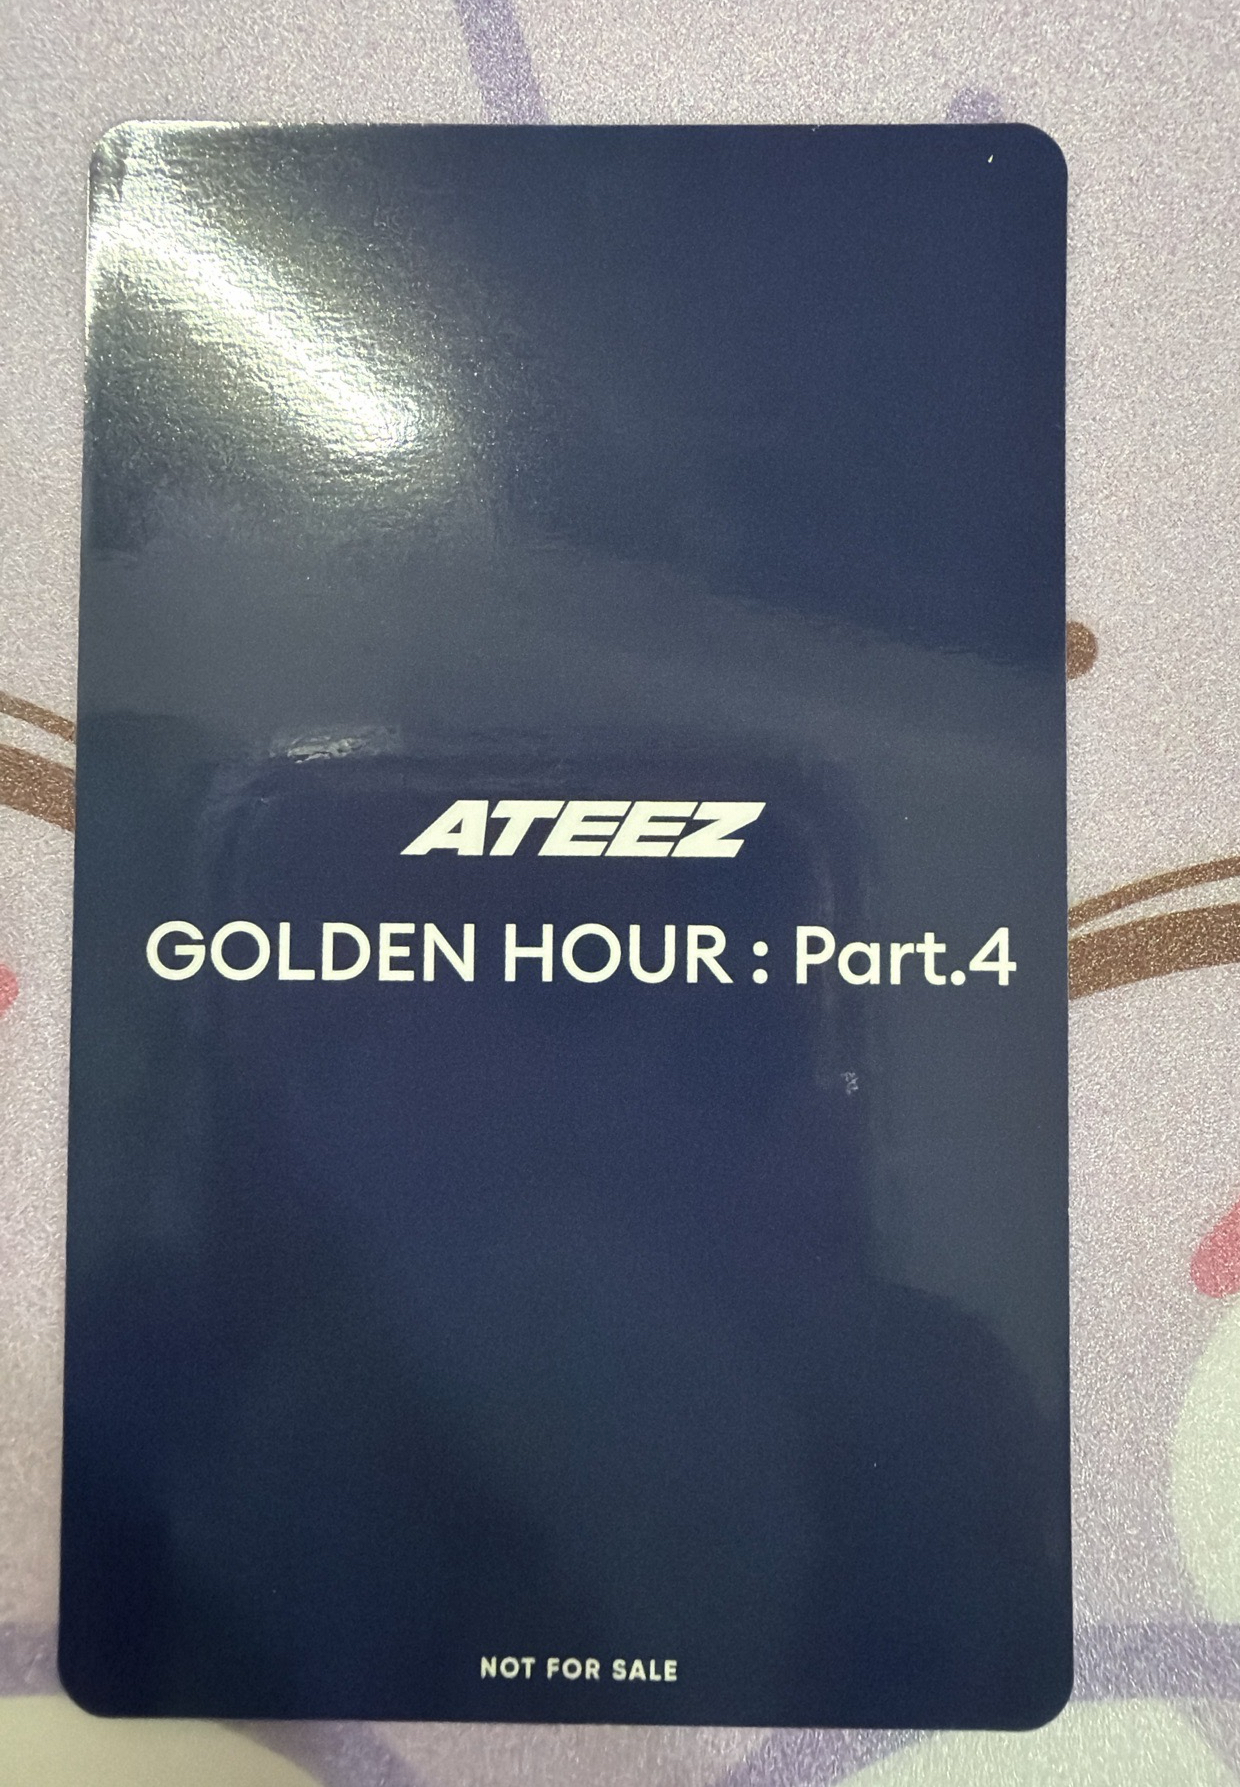 ATEEZ
GOLDEN HOUR : Part.4
NOT FOR SALE